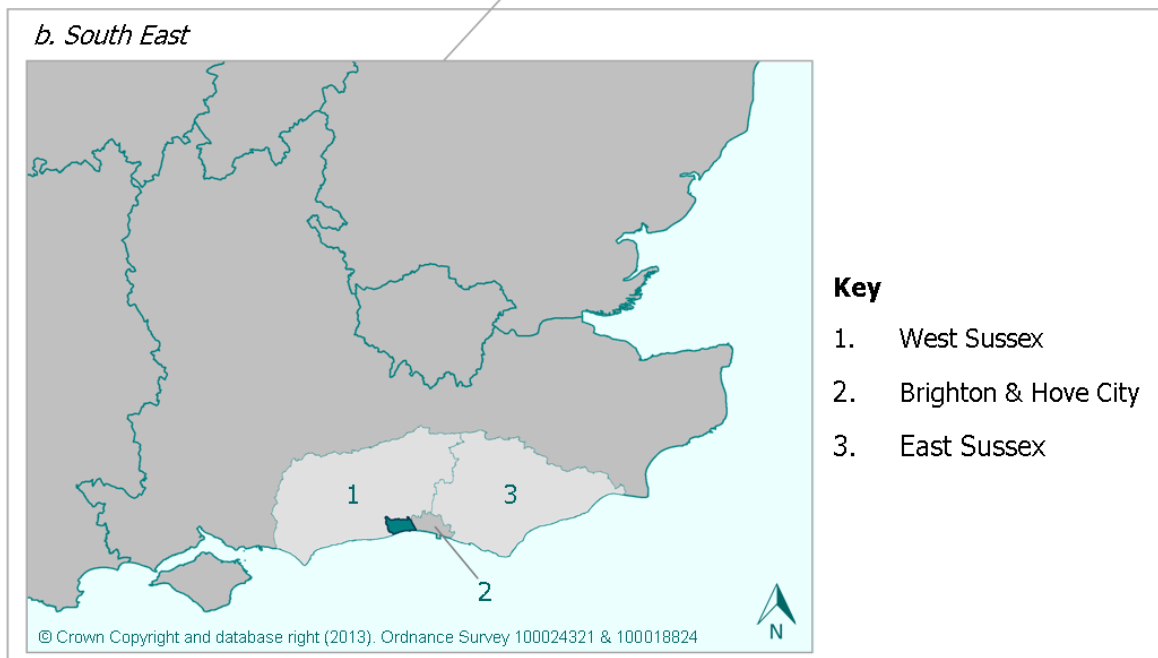 b. South East
1
3
2
N
© Crown Copyright and database right (2013). Ordnance Survey 100024321 & 100018824
Key
1. West Sussex
2. Brighton & Hove City
3. East Sussex